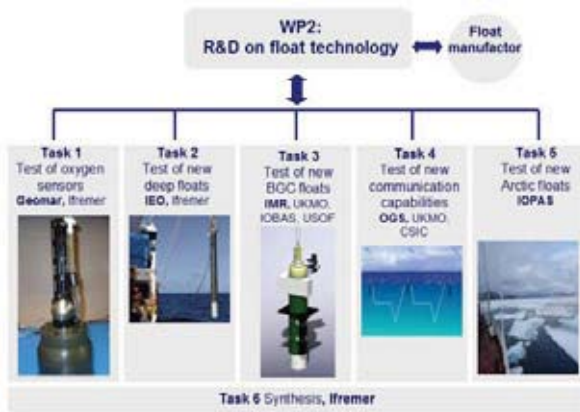 WP2:
R&D on float technology
Float
manufactor
Task 1
Test of oxygen
sensors
Geomar, Ifremer
Task 2
Test of new
deep floats
IEO, Ifremer
Task 3
Test of new
BGC floats
IMR, UKMO,
IOBAS, USOF
Task 4
Test of new
communication
capabilities
OGS, UKMO,
CSIC
Task 5
Test of new
Arctic floats
IOPAS
Task 6 Synthesis, Ifremer